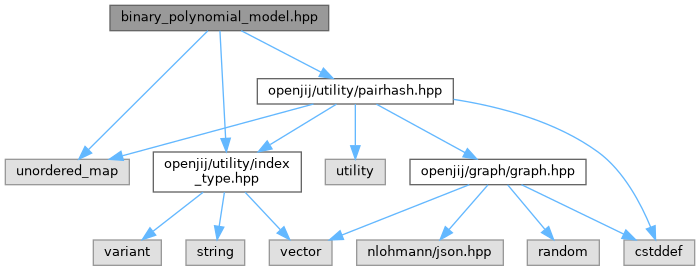 binary_polynomial_model.hpp
openjij/utility/pairhash.hpp
unordered_map
openjij/utility/index
_type.hpp
utility
openjij/graph/graph.hpp
variant
string
vector
nlohmann/json.hpp
random
cstddef